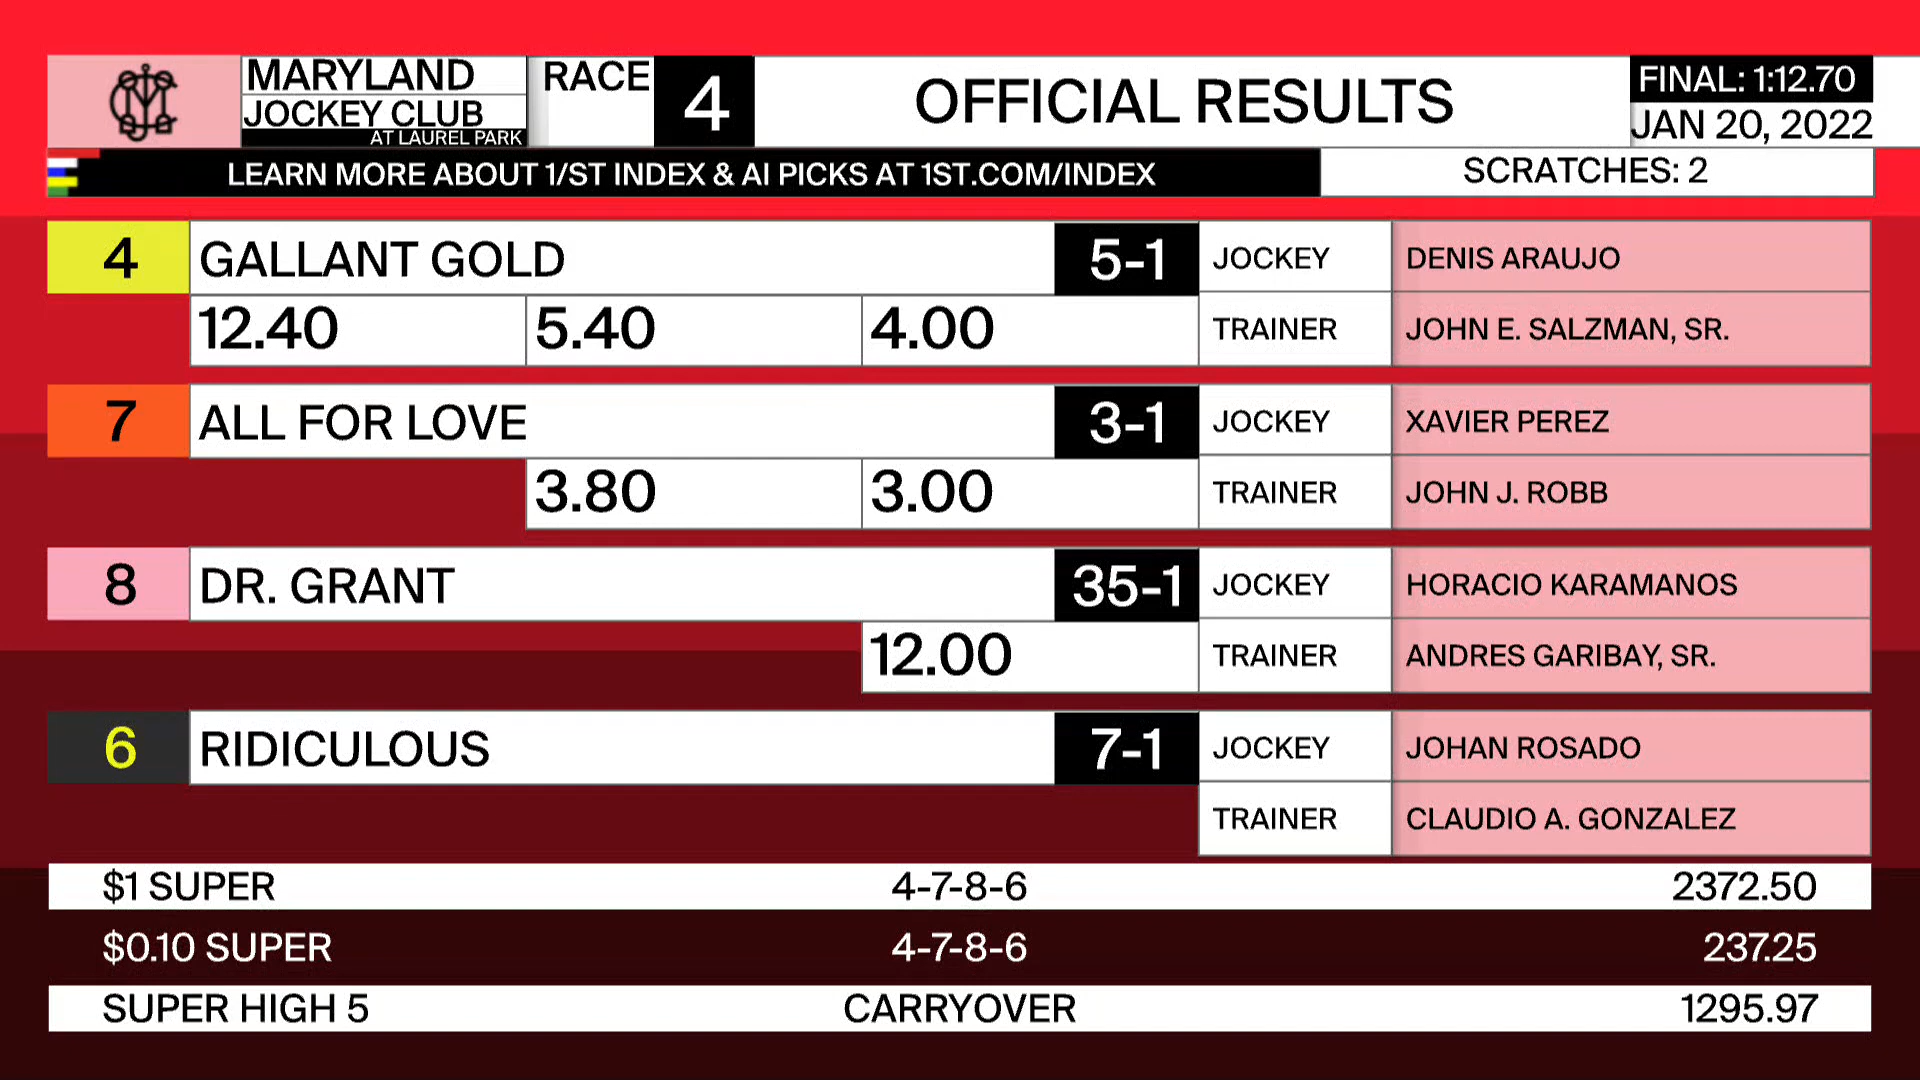 MARYLAND
JOCKEY CLUB
AT LAUREL PARK
RACE 4
OFFICIAL RESULTS
FINAL: 1:12.70
JAN 20, 2022
LEARN MORE ABOUT 1/ST INDEX & AI PICKS AT 1ST.COM/INDEX
SCRATCHES: 2
4 GALLANT GOLD 5-1 JOCKEY DENIS ARAUJO
12.40 5.40 4.00 TRAINER JOHN E. SALZMAN, SR.
7 ALL FOR LOVE 3-1 JOCKEY XAVIER PEREZ
3.80 3.00 TRAINER JOHN J. ROBB
8 DR. GRANT 35-1 JOCKEY HORACIO KARAMANOS
12.00 TRAINER ANDRES GARIBAY, SR.
6 RIDICULOUS 7-1 JOCKEY JOHAN ROSADO
TRAINER CLAUDIO A. GONZALEZ
$1 SUPER 4-7-8-6 2372.50
$0.10 SUPER 4-7-8-6 237.25
SUPER HIGH 5 CARRYOVER 1295.97